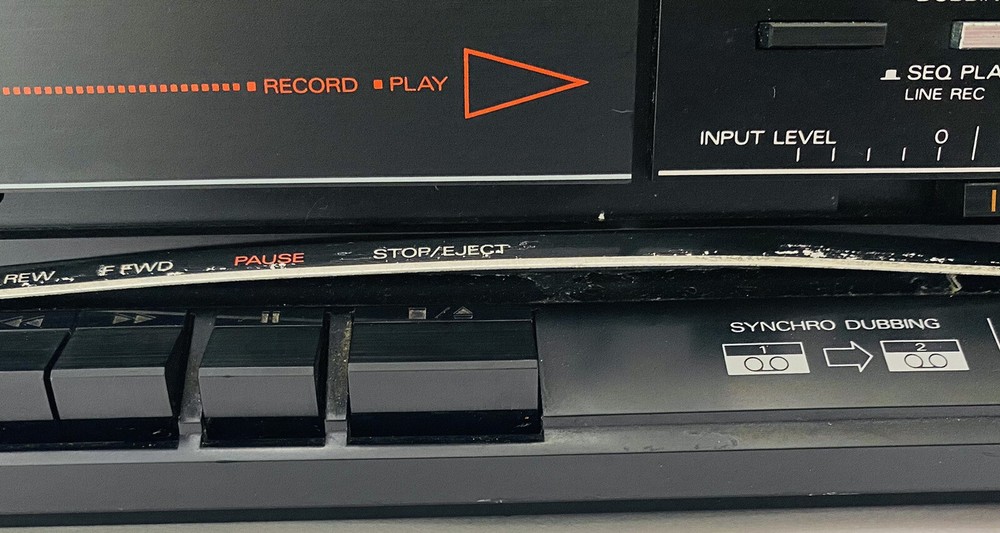 RECORD PLAY
SEQ PLA
LINE REC
INPUT LEVEL 0
REW F FWD PAUSE STOP/EJECT
SYNCHRO DUBBING
1 2